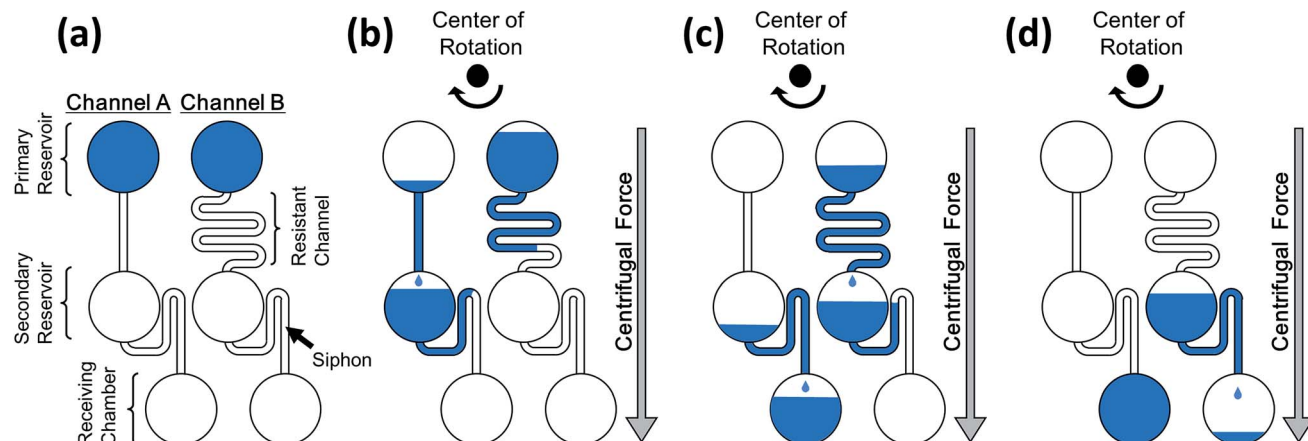 (a)
Channel A
Channel B
Primary
Reservoir
Resistant
Channel
Secondary
Reservoir
Siphon
Receiving
Chamber
(b)
Center of
Rotation
Centrifugal Force
(c)
Center of
Rotation
Centrifugal Force
(d)
Center of
Rotation
Centrifugal Force